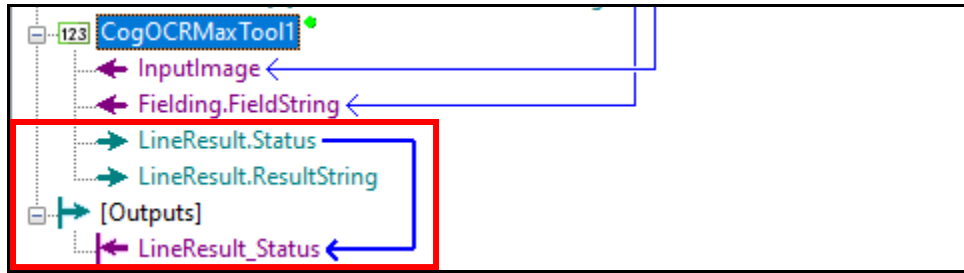 123 CogOCRMaxTool1
InputImage
Fielding.FieldString
LineResult.Status
LineResult.ResultString
[Outputs]
LineResult_Status